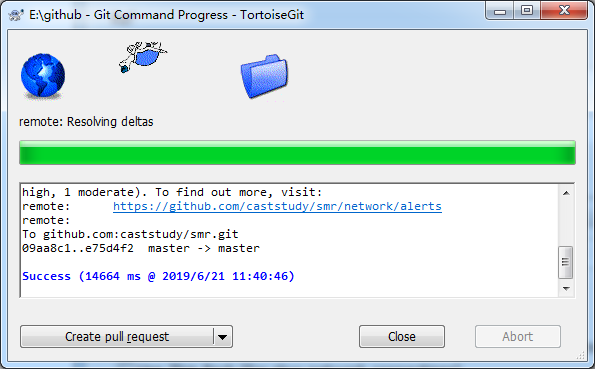 E:\github - Git Command Progress - TortoiseGit
remote: Resolving deltas
high, 1 moderate). To find out more, visit:
remote:      https://github.com/caststudy/smr/network/alerts
remote:
To github.com:caststudy/smr.git
09aa8c1..e75d4f2  master -> master
Success (14664 ms @ 2019/6/21 11:40:46)
Create pull request
Close
Abort